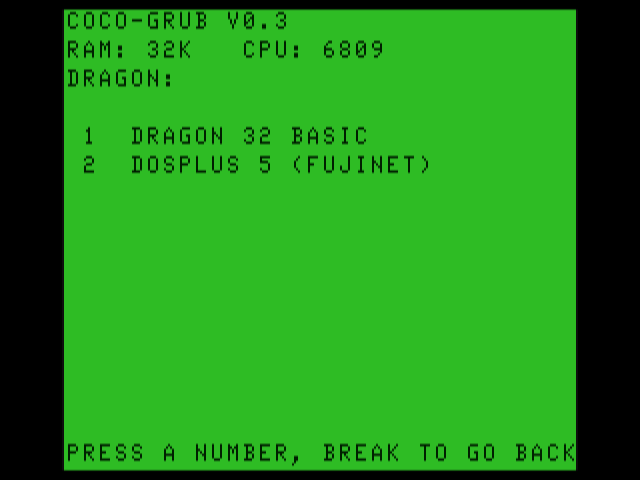 COCO-GRUB V0.3
RAM: 32K   CPU: 6809
DRAGON:
1  DRAGON 32 BASIC
2  DOSPLUS 5 (FUJINET)
PRESS A NUMBER, BREAK TO GO BACK